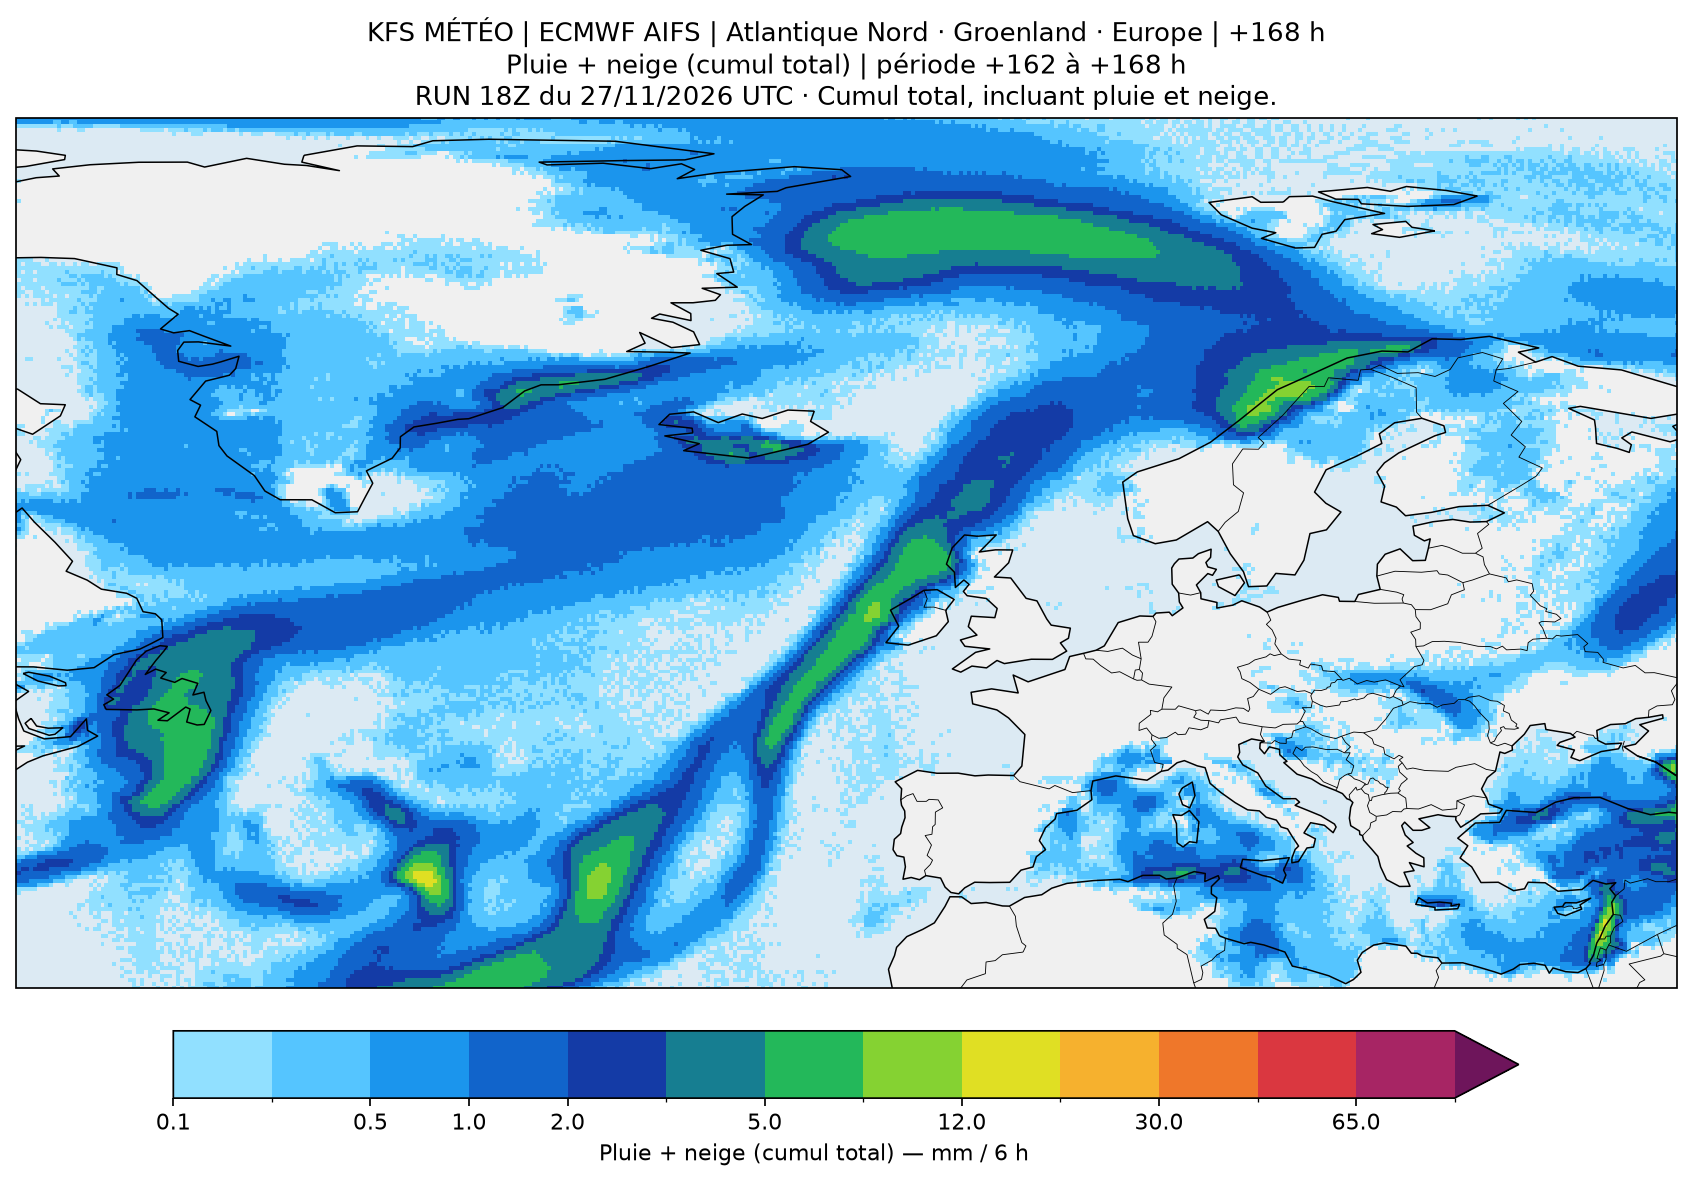 KFS MÉTÉO | ECMWF AIFS | Atlantique Nord · Groenland · Europe | +168 h
Pluie + neige (cumul total) | période +162 à +168 h
RUN 18Z du 27/11/2026 UTC · Cumul total, incluant pluie et neige.
0.1 0.5 1.0 2.0 5.0 12.0 30.0 65.0
Pluie + neige (cumul total) — mm / 6 h